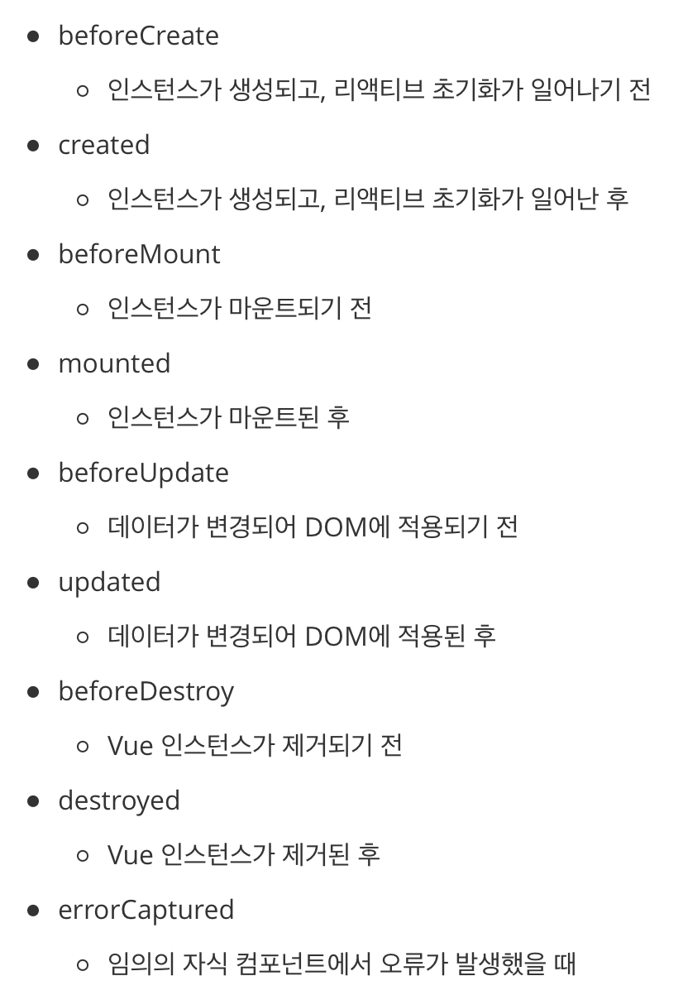 beforeCreate
인스턴스가 생성되고, 리액티브 초기화가 일어나기 전
created
인스턴스가 생성되고, 리액티브 초기화가 일어난 후
beforeMount
인스턴스가 마운트되기 전
mounted
인스턴스가 마운트된 후
beforeUpdate
데이터가 변경되어 DOM에 적용되기 전
updated
데이터가 변경되어 DOM에 적용된 후
beforeDestroy
Vue 인스턴스가 제거되기 전
destroyed
Vue 인스턴스가 제거된 후
errorCaptured
임의의 자식 컴포넌트에서 오류가 발생했을 때